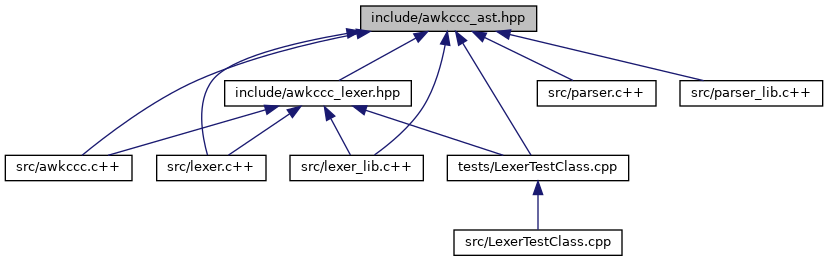 include/awkccc_ast.hpp
include/awkccc_lexer.hpp
src/parser.c++
src/parser_lib.c++
src/awkccc.c++
src/lexer.c++
src/lexer_lib.c++
tests/LexerTestClass.cpp
src/LexerTestClass.cpp